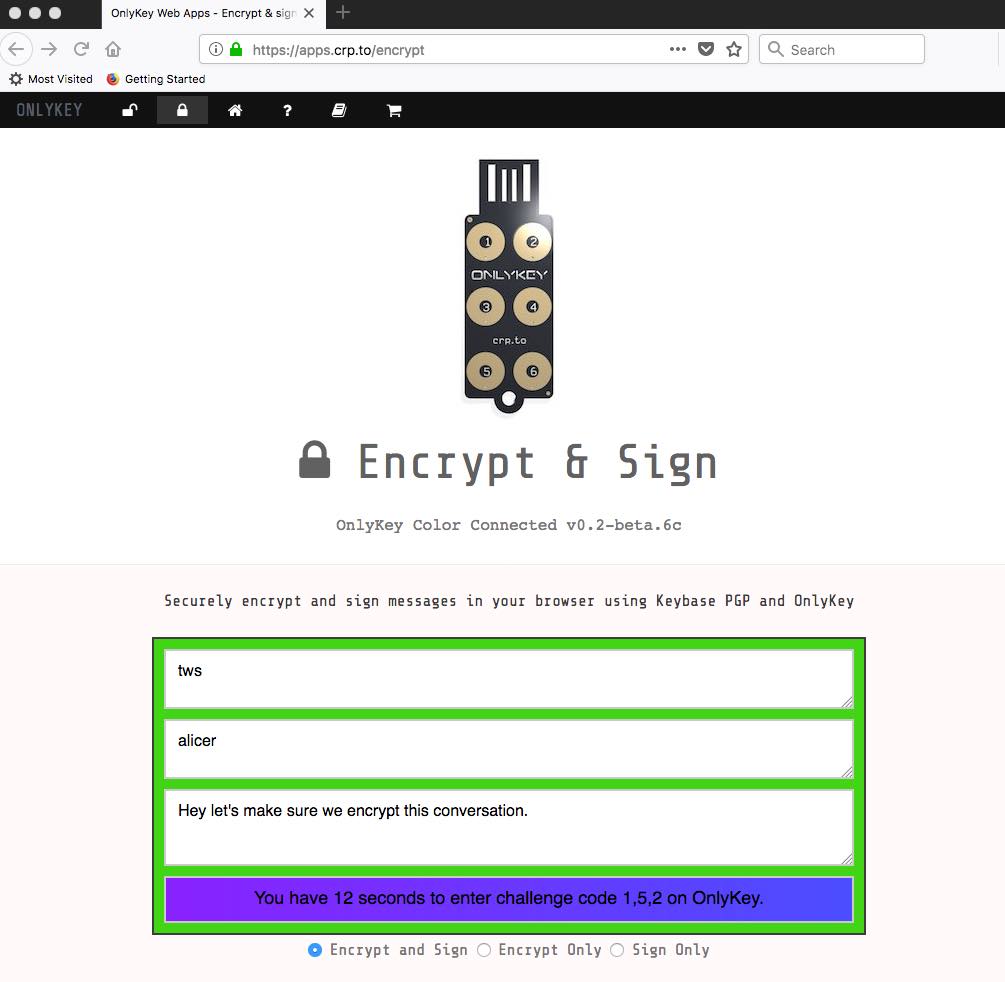 OnlyKey Web Apps - Encrypt & sign
https://apps.crp.to/encrypt
Search
Most Visited Getting Started
ONLYKEY
?
1 2
ONLYKEY
3 4
crp.to
5 6
Encrypt & Sign
OnlyKey Color Connected v0.2-beta.6c
Securely encrypt and sign messages in your browser using Keybase PGP and OnlyKey
tws
alicer
Hey let's make sure we encrypt this conversation.
You have 12 seconds to enter challenge code 1,5,2 on OnlyKey.
Encrypt and Sign Encrypt Only Sign Only